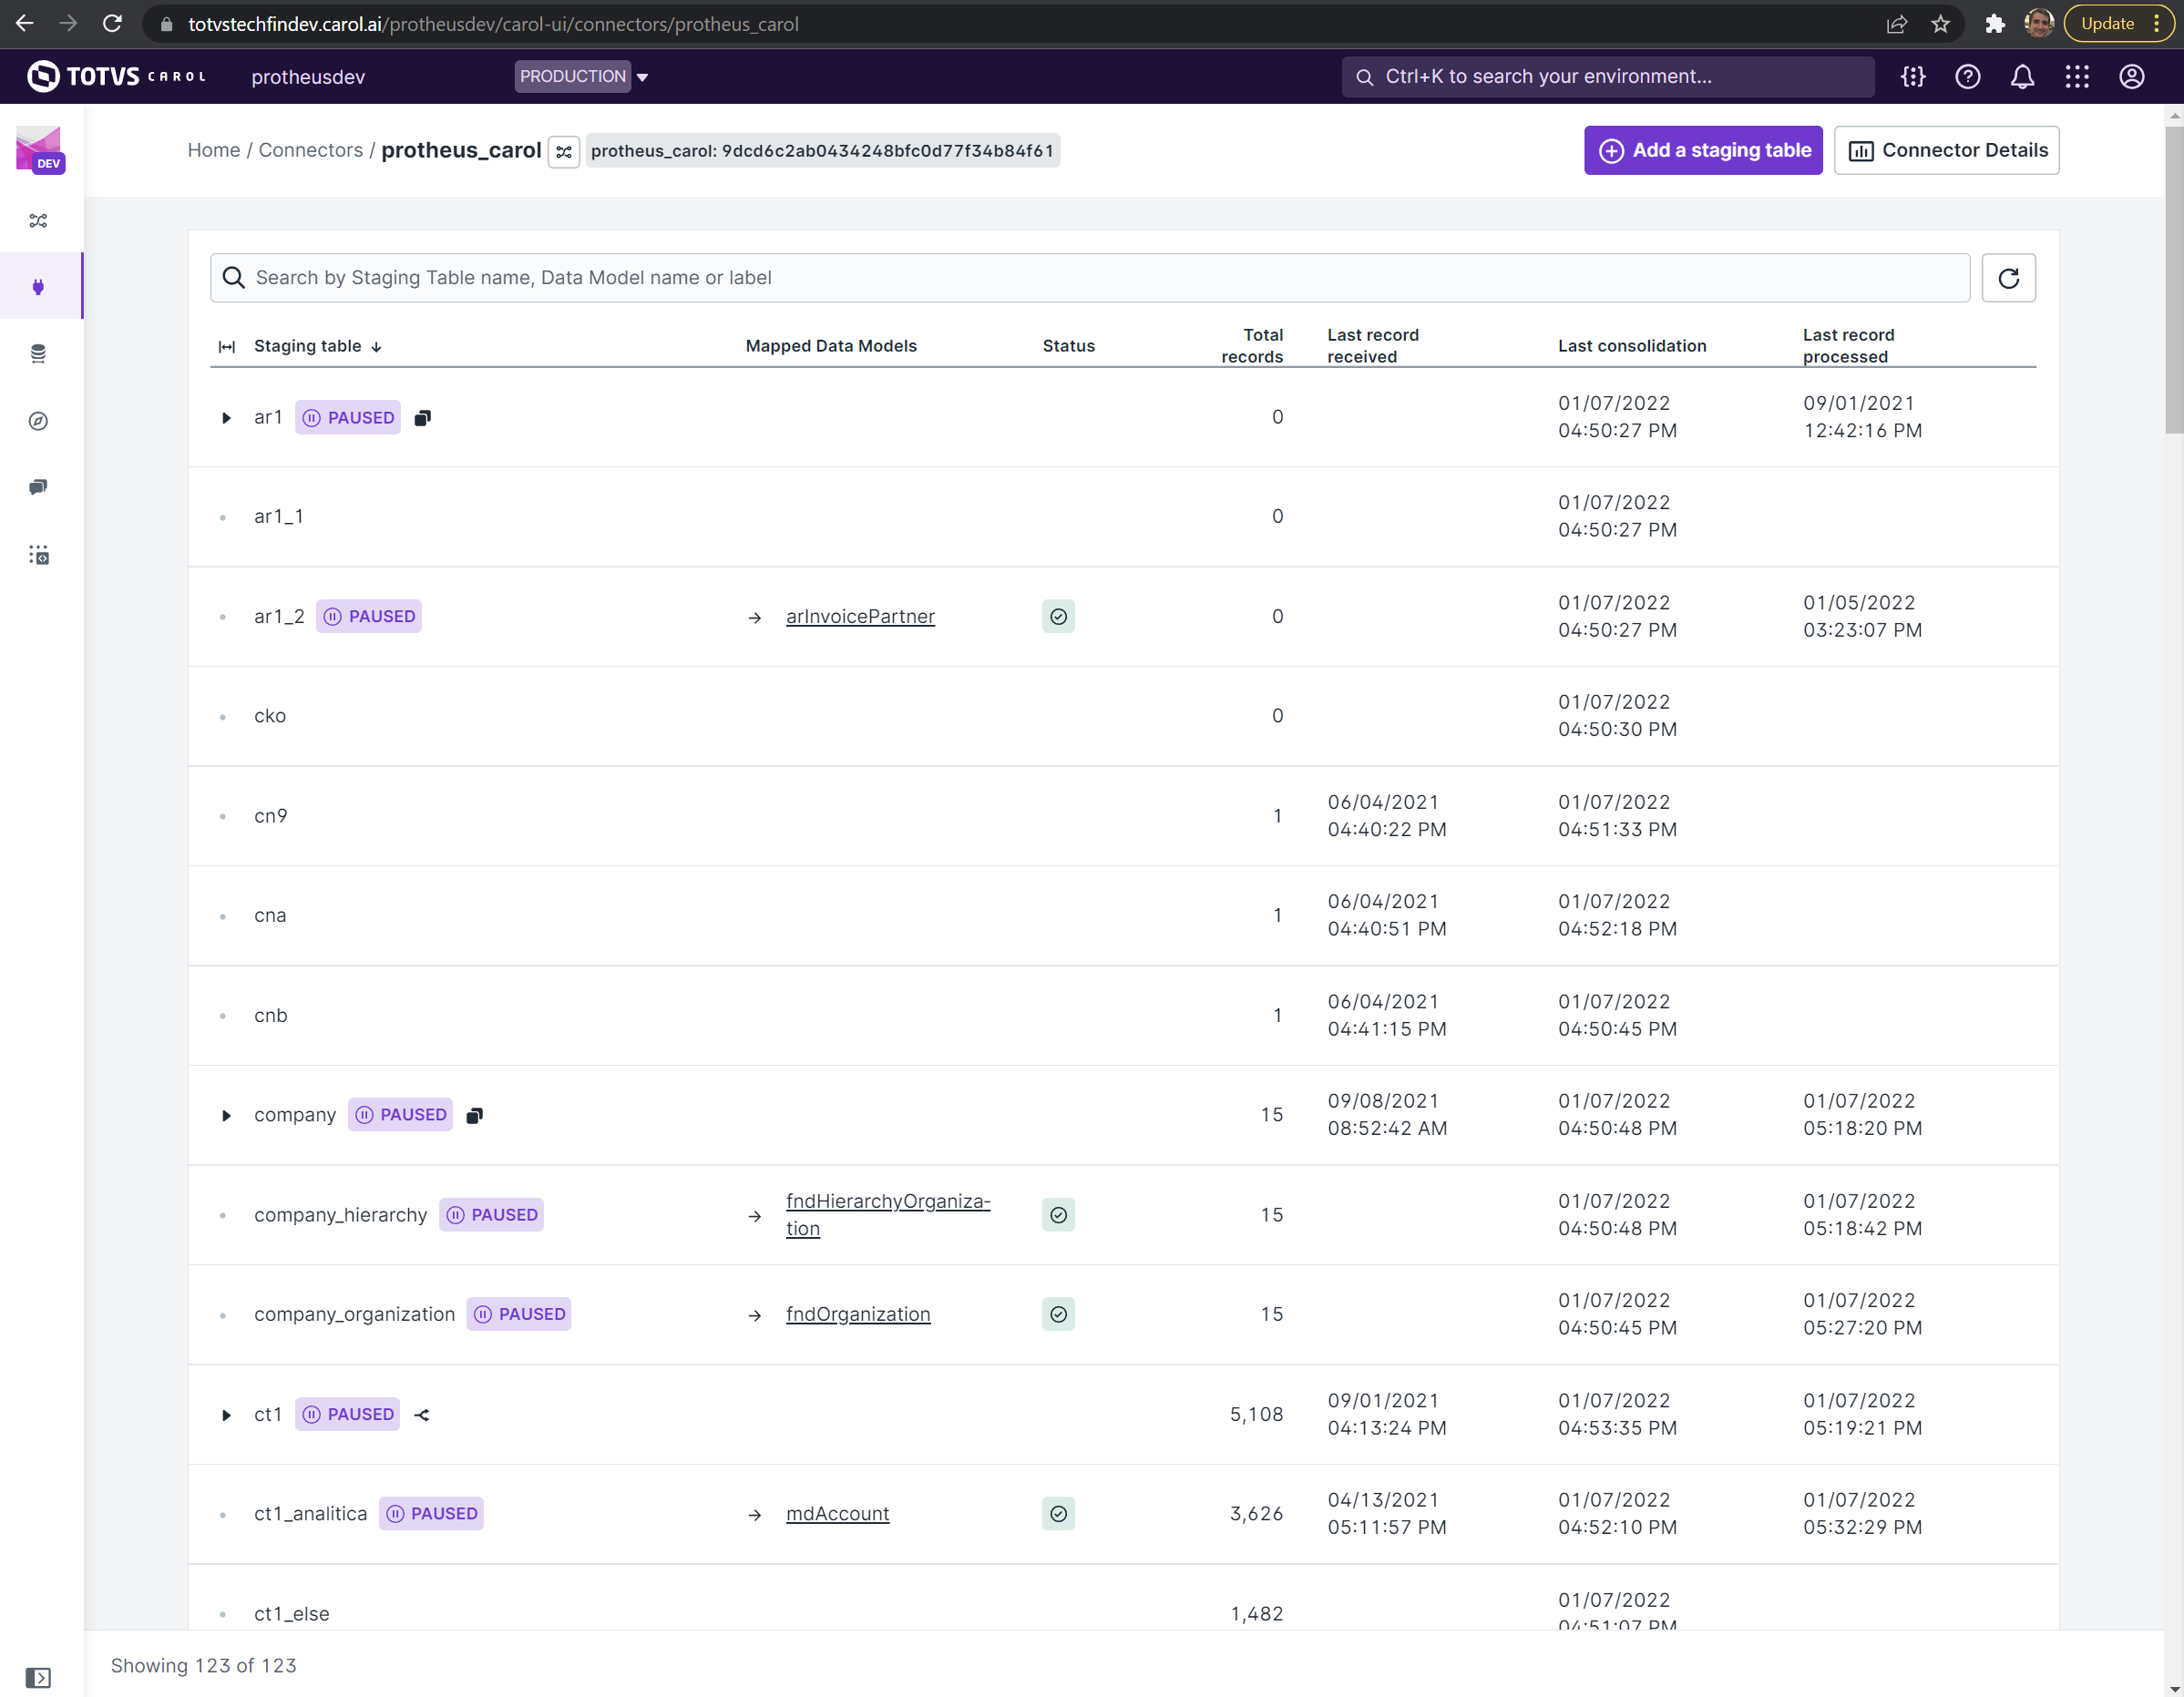 totvstechfindev.carol.ai/protheusdev/carol-ui/connectors/protheus_carol
Update
TOTVS CAROL
protheusdev
PRODUCTION
Ctrl+K to search your environment...
DEV
Home / Connectors / protheus_carol
protheus_carol: 9dcd6c2ab0434248bfc0d77f34b84f61
Add a staging table
Connector Details
Search by Staging Table name, Data Model name or label
Staging table
Mapped Data Models
Status
Total records
Last record received
Last consolidation
Last record processed
ar1 PAUSED 0 01/07/2022 09/01/2021
04:50:27 PM 12:42:16 PM
ar1_1 0 01/07/2022
04:50:27 PM
ar1_2 PAUSED arInvoicePartner 0 01/07/2022 01/05/2022
04:50:27 PM 03:23:07 PM
cko 0 01/07/2022
04:50:30 PM
cn9 1 06/04/2021 01/07/2022
04:40:22 PM 04:51:33 PM
cna 1 06/04/2021 01/07/2022
04:40:51 PM 04:52:18 PM
cnb 1 06/04/2021 01/07/2022
04:41:15 PM 04:50:45 PM
company PAUSED 15 09/08/2021 01/07/2022 01/07/2022
08:52:42 AM 04:50:48 PM 05:18:20 PM
company_hierarchy PAUSED fndHierarchyOrganiza- 15 01/07/2022 01/07/2022
tion 04:50:48 PM 05:18:42 PM
company_organization PAUSED fndOrganization 15 01/07/2022 01/07/2022
04:50:45 PM 05:27:20 PM
ct1 PAUSED 5,108 09/01/2021 01/07/2022 01/07/2022
04:13:24 PM 04:53:35 PM 05:19:21 PM
ct1_analitica PAUSED mdAccount 3,626 04/13/2021 01/07/2022 01/07/2022
05:11:57 PM 04:52:10 PM 05:32:29 PM
ct1_else 1,482 01/07/2022
04:51:07 PM
Showing 123 of 123